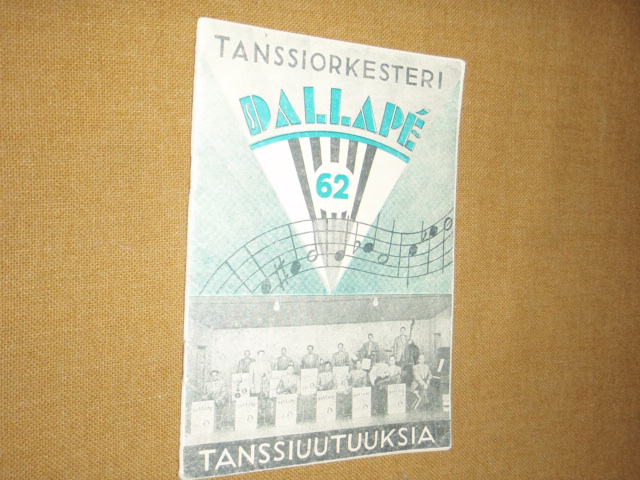 TANSSIORKESTERI
DALLAPÉ
62
TANSSIUUTUUKSIA